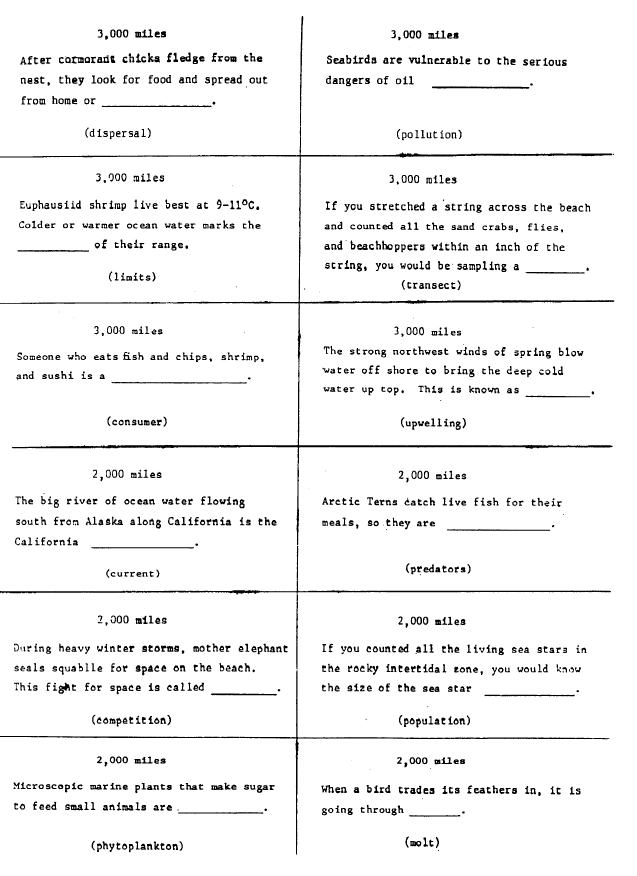 3,000 miles
After cormorant chicks fledge from the
nest, they look for food and spread out
from home or ______________.
(dispersal)
3,000 miles
Seabirds are vulnerable to the serious
dangers of oil ______________.
(pollution)
3,000 miles
Euphausiid shrimp live best at 9-11°C.
Colder or warmer ocean water marks the
__________ of their range.
(limits)
3,000 miles
If you stretched a string across the beach
and counted all the sand crabs, flies,
and beachhoppers within an inch of the
string, you would be sampling a ________.
(transect)
3,000 miles
Someone who eats fish and chips, shrimp,
and sushi is a ___________________.
(consumer)
3,000 miles
The strong northwest winds of spring blow
water off shore to bring the deep cold
water up top. This is known as _________.
(upwelling)
2,000 miles
The big river of ocean water flowing
south from Alaska along California is the
California ______________.
(current)
2,000 miles
Arctic Terns catch live fish for their
meals, so they are ______________.
(predators)
2,000 miles
During heavy winter storms, mother elephant
seals squablle for space on the beach.
This fight for space is called _________.
(competition)
2,000 miles
If you counted all the living sea stars in
the rocky intertidal zone, you would know
the size of the sea star _____________.
(population)
2,000 miles
Microscopic marine plants that make sugar
to feed small animals are ____________.
(phytoplankton)
2,000 miles
When a bird trades its feathers in, it is
going through _______.
(molt)